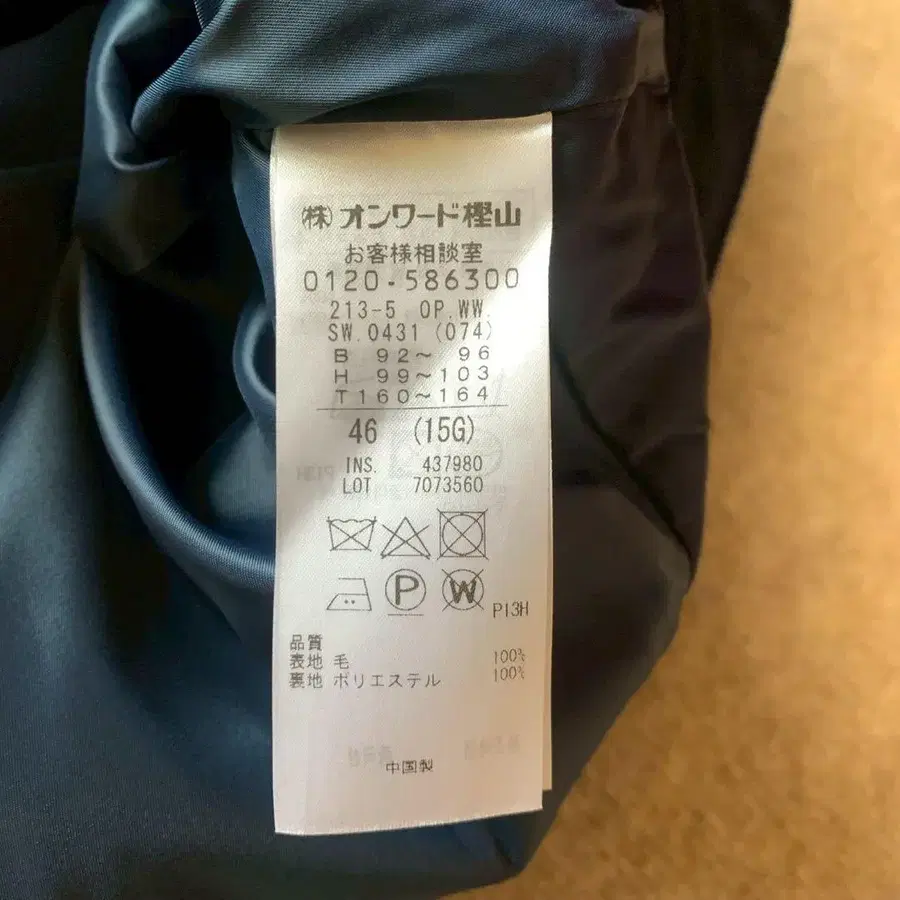 (株)オンワード樫山
お客様相談室
0120-586300
213-5 OP.WW.
SW.0431 (074)
B 92〜 96
H 99〜103
T160〜164
46 (15G)
INS. 437980
LOT 7073560
P W P13H
品質
表地 毛 100%
裏地 ポリエステル 100%
中国製